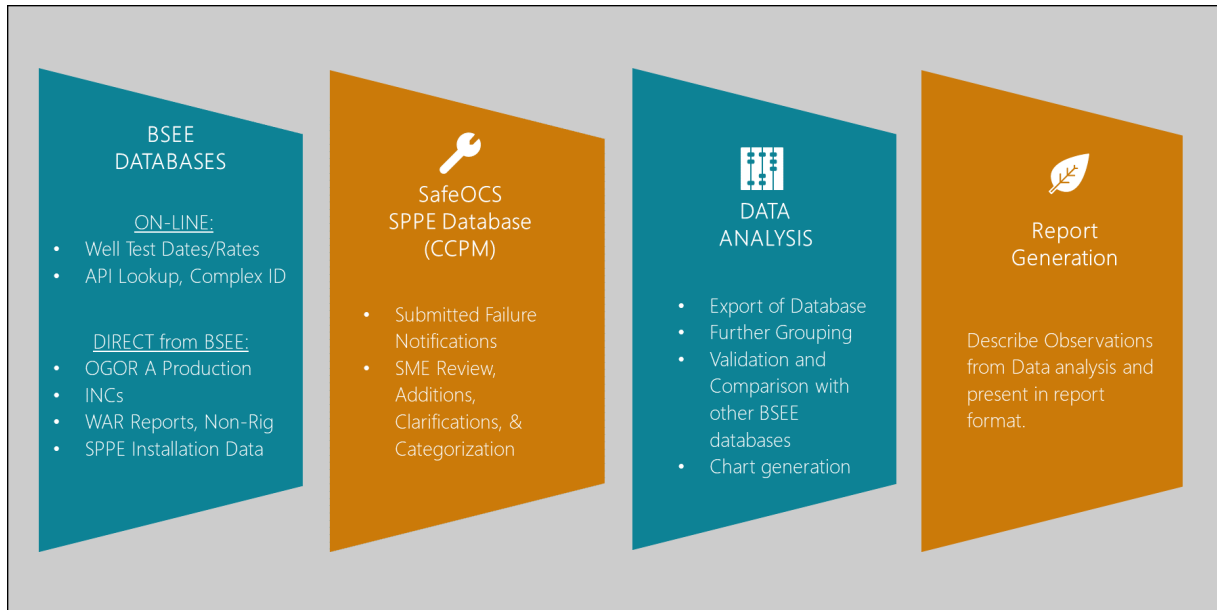 BSEE
DATABASES
ON-LINE:
• Well Test Dates/Rates
• API Lookup, Complex ID
DIRECT from BSEE:
• OGOR A Production
• INCs
• WAR Reports, Non-Rig
• SPPE Installation Data
SafeOCS
SPPE Database
(CCPM)
• Submitted Failure
Notifications
• SME Review,
Additions,
Clarifications, &
Categorization
DATA
ANALYSIS
• Export of Database
• Further Grouping
• Validation and
Comparison with
other BSEE
databases
• Chart generation
Report
Generation
Describe Observations
from Data analysis and
present in report
format.